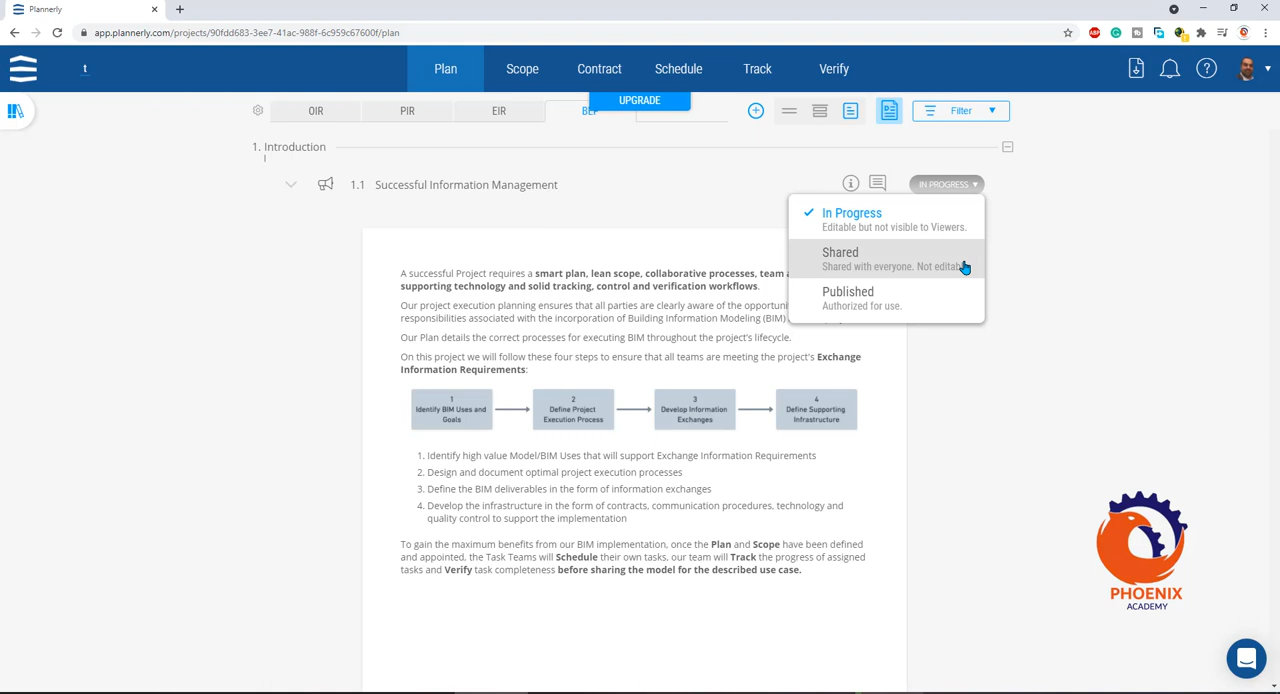 Plannerly
app.plannerly.com/projects/90fdd683-3ee7-41ac-988f-6c959c67600f/plan
t
Plan
Scope
Contract
Schedule
Track
Verify
UPGRADE
OIR
PIR
EIR
BEP
Filter
1. Introduction
1.1 Successful Information Management
IN PROGRESS
In Progress
Editable but not visible to Viewers.
Shared
Shared with everyone. Not
Published
Authorized for use.
A successful Project requires a smart plan, lean scope, collaborative processes, team
supporting technology and solid tracking, control and verification workflows.
Our project execution planning ensures that all parties are clearly aware of the
responsibilities associated with the incorporation of Building Information Modeling (BIM)
Our Plan details the correct processes for executing BIM throughout the project's lifecycle.
On this project we will follow these four steps to ensure that all teams are meeting the project's Exchange
Information Requirements:
1
Identify BIM Uses and
Goals
2
Define Project
Execution Process
3
Develop Information
Exchanges
4
Define Supporting
Infrastructure
1. Identify high value Model/BIM Uses that will support Exchange Information Requirements
2. Design and document optimal project execution processes
3. Define the BIM deliverables in the form of information exchanges
4. Develop the infrastructure in the form of contracts, communication procedures, technology and
quality control to support the implementation
To gain the maximum benefits from our BIM implementation, once the Plan and Scope have been defined
and appointed, the Task Teams will Schedule their own tasks, our team will Track the progress of assigned
tasks and Verify task completeness before sharing the model for the described use case.
PHOENIX
ACADEMY